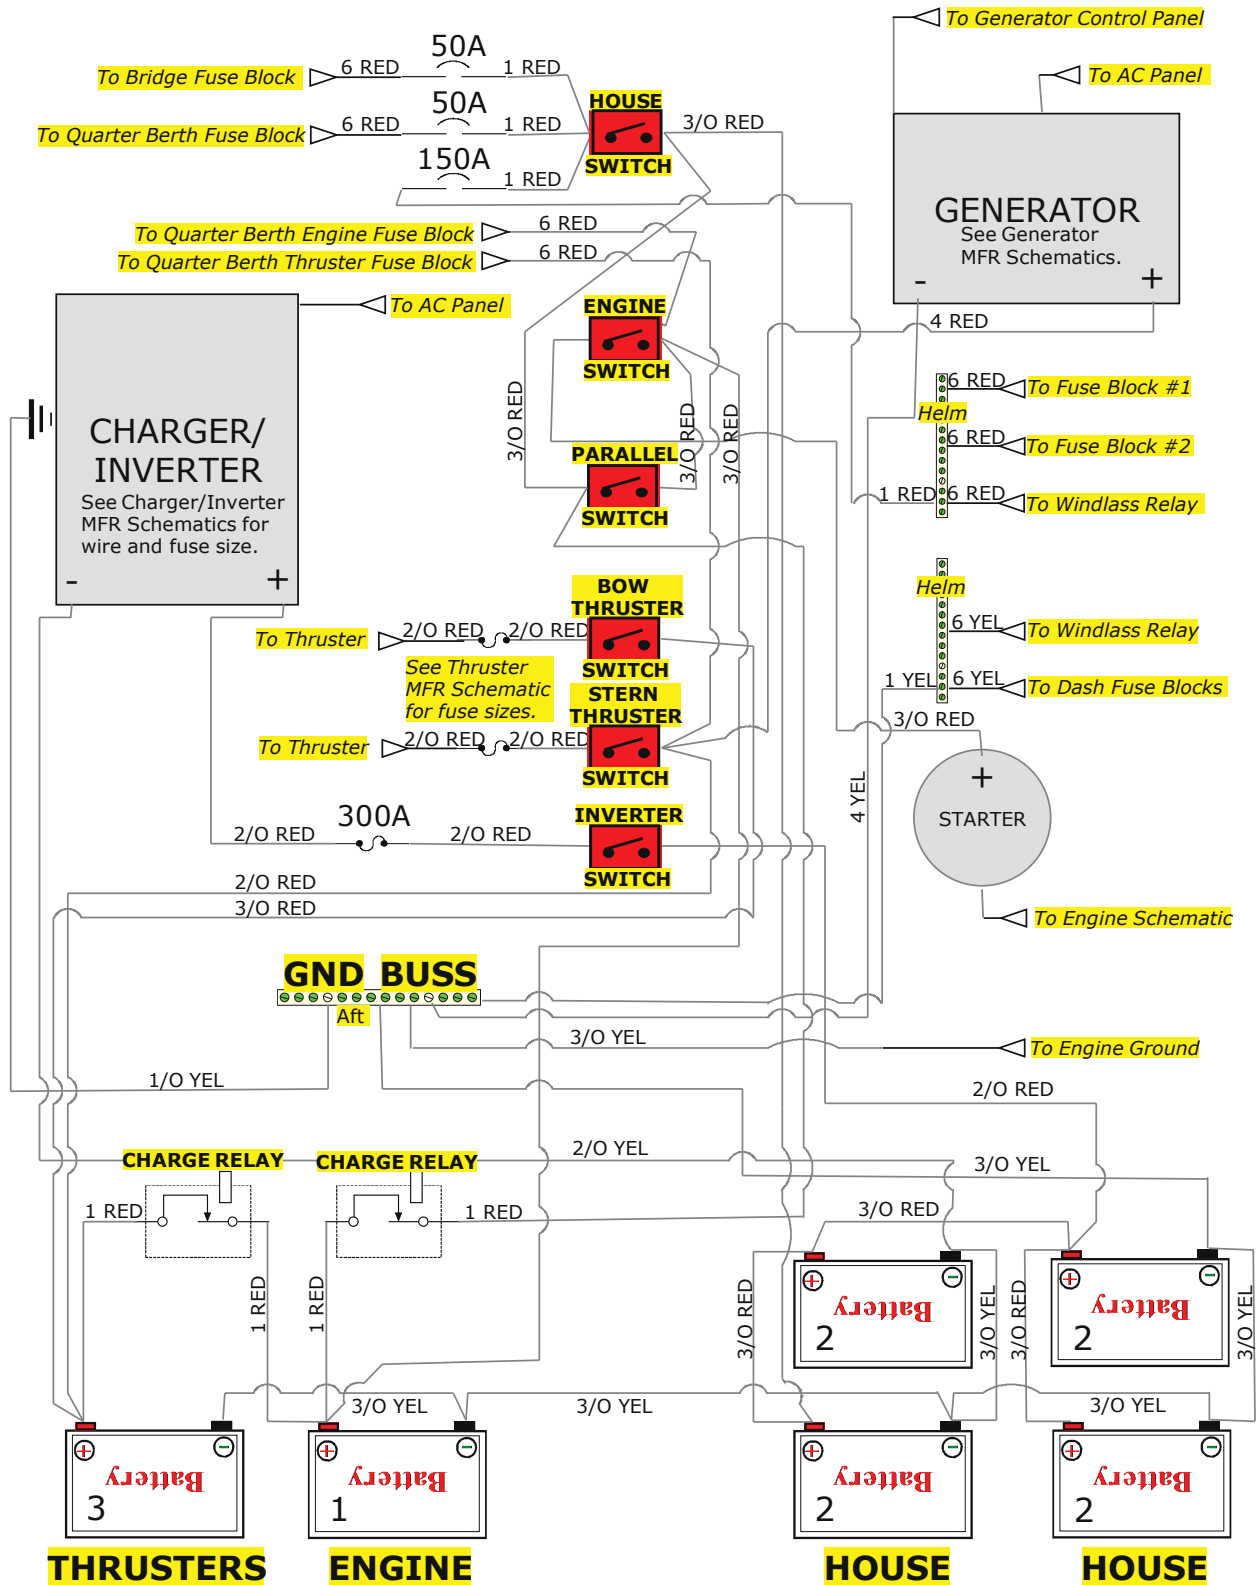 To Generator Control Panel
50A
6 RED
1 RED
To Bridge Fuse Block
To AC Panel
HOUSE
50A
6 RED
1 RED
3/O RED
To Quarter Berth Fuse Block
150A
SWITCH
1 RED
GENERATOR
See Generator
MFR Schematics.
-
+
To Quarter Berth Engine Fuse Block
6 RED
To Quarter Berth Thruster Fuse Block
6 RED
To AC Panel
ENGINE
4 RED
SWITCH
6 RED
To Fuse Block #1
Helm
3/O RED
3/O RED
3/O RED
CHARGER/
INVERTER
See Charger/Inverter
MFR Schematics for
wire and fuse size.
-
+
6 RED
To Fuse Block #2
PARALLEL
1 RED
6 RED
To Windlass Relay
SWITCH
BOW
THRUSTER
Helm
To Thruster
2/O RED
2/O RED
6 YEL
To Windlass Relay
SWITCH
See Thruster
MFR Schematic
for fuse sizes.
STERN
THRUSTER
1 YEL
6 YEL
To Dash Fuse Blocks
3/O RED
To Thruster
2/O RED
2/O RED
SWITCH
+
STARTER
4 YEL
300A
INVERTER
2/O RED
2/O RED
SWITCH
2/O RED
3/O RED
To Engine Schematic
GND BUSS
Aft
3/O YEL
To Engine Ground
1/O YEL
2/O RED
2/O YEL
CHARGE RELAY
CHARGE RELAY
3/O YEL
1 RED
1 RED
3/O RED
1 RED
1 RED
3/O RED
3/O YEL
3/O RED
3/O YEL
+
-
Battery
2
+
-
Battery
2
3/O YEL
3/O YEL
3/O YEL
+
-
Battery
3
+
-
Battery
1
+
-
Battery
2
+
-
Battery
2
THRUSTERS
ENGINE
HOUSE
HOUSE